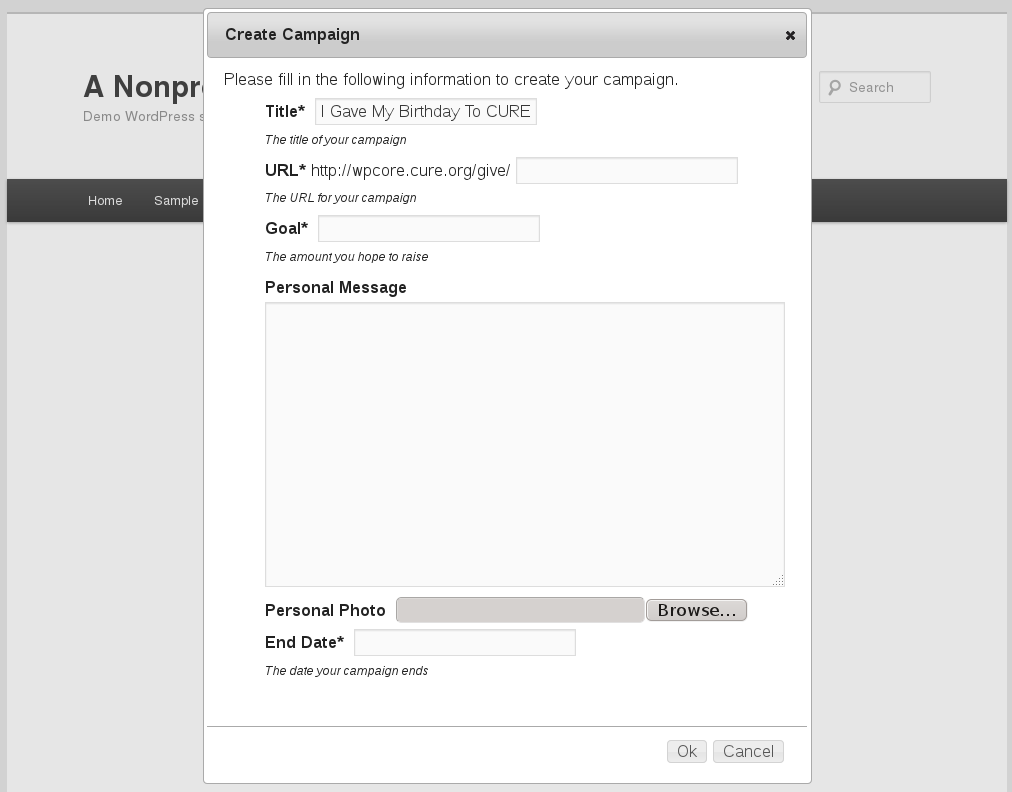 Create Campaign
A Nonpr
Demo WordPress s
Search
Home Sample
Please fill in the following information to create your campaign.
Title* I Gave My Birthday To CURE
The title of your campaign
URL* http://wpcore.cure.org/give/
The URL for your campaign
Goal*
The amount you hope to raise
Personal Message
Personal Photo Browse...
End Date*
The date your campaign ends
Ok Cancel